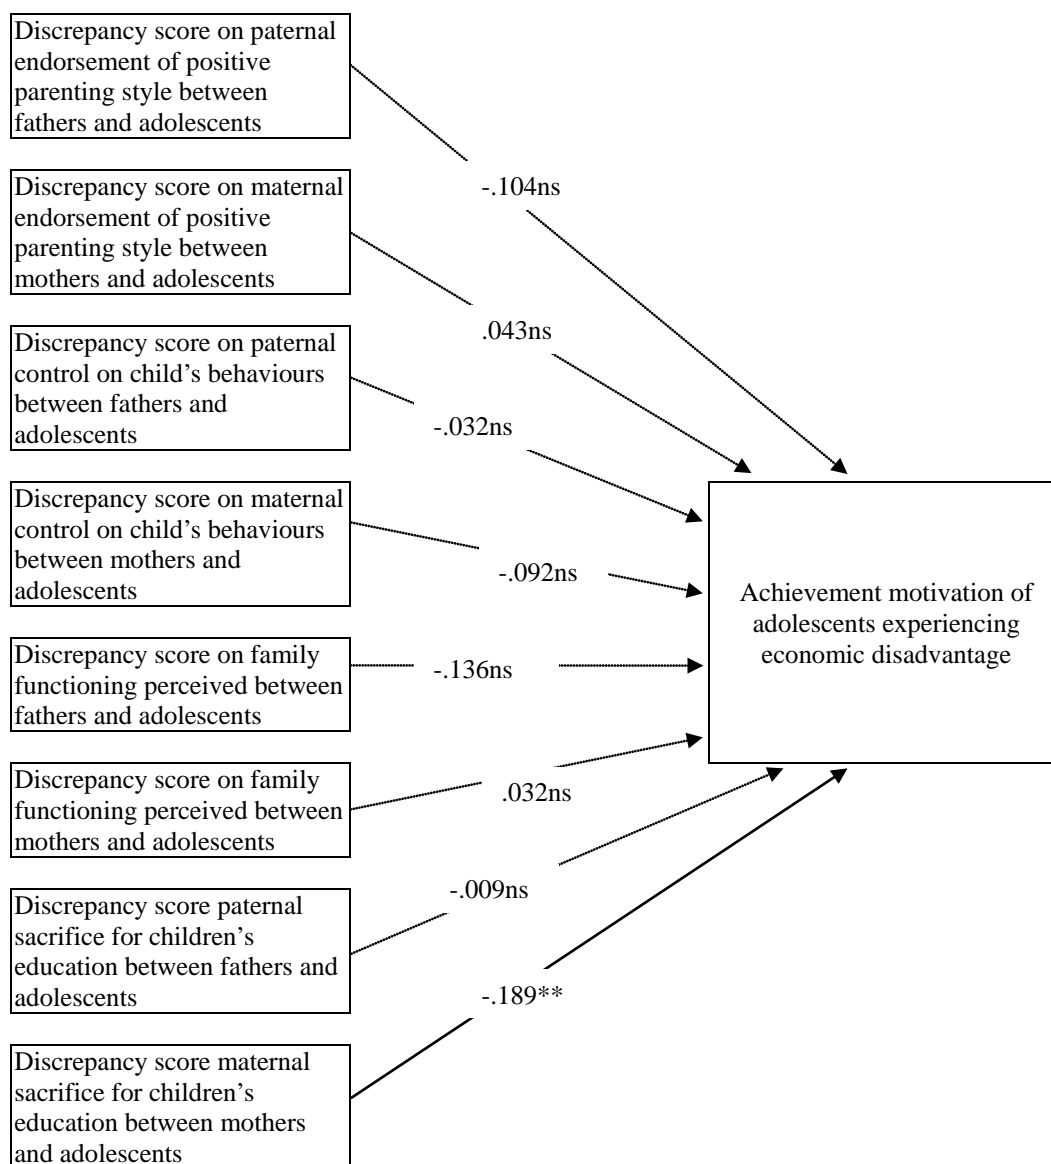 Discrepancy score on paternal
endorsement of positive
parenting style between
fathers and adolescents
-.104ns
Discrepancy score on maternal
endorsement of positive
parenting style between
mothers and adolescents
.043ns
Discrepancy score on paternal
control on child’s behaviours
between fathers and
adolescents
-.032ns
Discrepancy score on maternal
control on child’s behaviours
between mothers and
adolescents
-.092ns
Achievement motivation of
adolescents experiencing
economic disadvantage
Discrepancy score on family
functioning perceived between
fathers and adolescents
-.136ns
Discrepancy score on family
functioning perceived between
mothers and adolescents
.032ns
Discrepancy score paternal
sacrifice for children’s
education between fathers and
adolescents
-.009ns
-.189**
Discrepancy score maternal
sacrifice for children’s
education between mothers
and adolescents